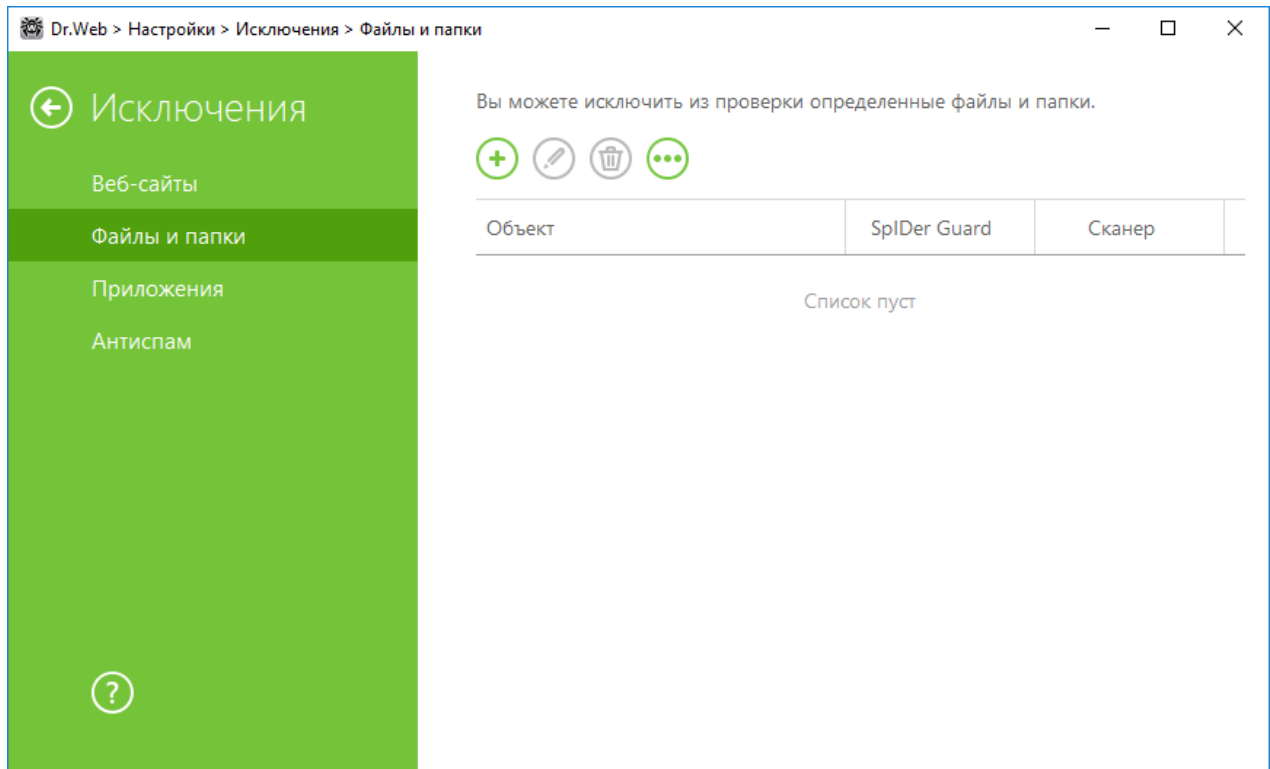 Dr.Web > Настройки > Исключения > Файлы и папки
Исключения
Веб-сайты
Файлы и папки
Приложения
Антиспам
?
Вы можете исключить из проверки определенные файлы и папки.
Объект SpIDer Guard Сканер
Список пуст